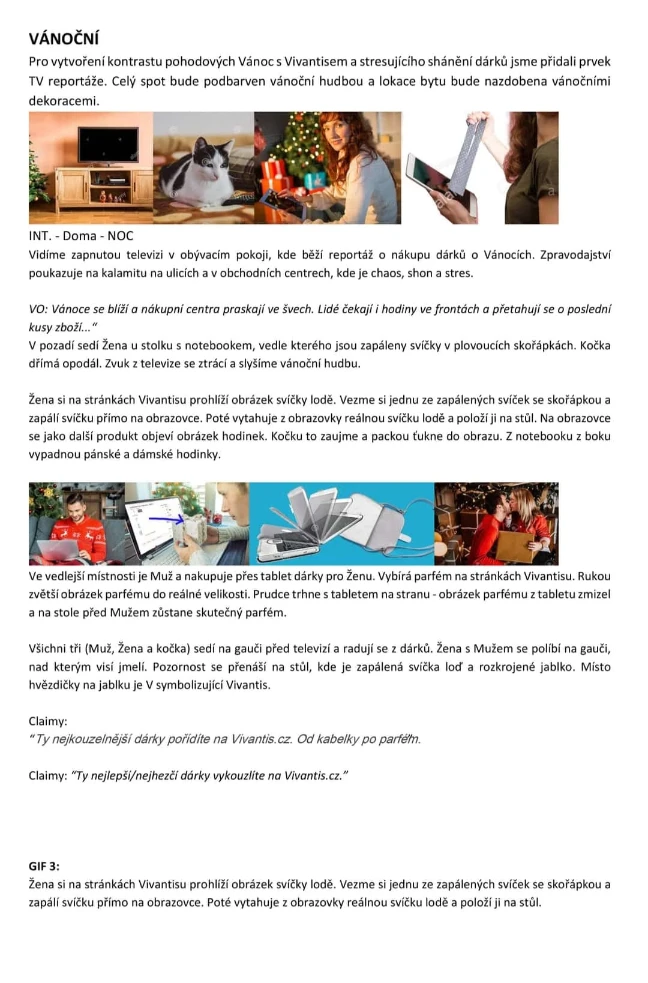 VÁNOČNÍ
Pro vytvoření kontrastu pohodových Vánoc s Vivantisem a stresujícího shánění dárků jsme přidali prvek
TV reportáže. Celý spot bude podbarven vánoční hudbou a lokace bytu bude nazdobena vánočními
dekoracemi.
INT. - Doma - NOC
Vidíme zapnutou televizi v obývacím pokoji, kde běží reportáž o nákupu dárků o Vánocích. Zpravodajství
poukazuje na kalamitu na ulicích a v obchodních centrech, kde je chaos, shon a stres.
VO: Vánoce se blíží a nákupní centra praskají ve švech. Lidé čekají i hodiny ve frontách a přetahují se o poslední
kusy zboží..."
V pozadí sedí Žena u stolku s notebookem, vedle kterého jsou zapáleny svíčky v plovoucích skořápkách. Kočka
dřímá opodál. Zvuk z televize se ztrácí a slyšíme vánoční hudbu.
Žena si na stránkách Vivantisu prohlíží obrázek svíčky lodě. Vezme si jednu ze zapálených svíček se skořápkou a
zapálí svíčku přímo na obrazovce. Poté vytahuje z obrazovky reálnou svíčku lodě a položí ji na stůl. Na obrazovce
se jako další produkt objeví obrázek hodinek. Kočku to zaujme a packou ťukne do obrazu. Z notebooku z boku
vypadnou pánské a dámské hodinky.
Ve vedlejší místnosti je Muž a nakupuje přes tablet dárky pro Ženu. Vybírá parfém na stránkách Vivantisu. Rukou
zvětší obrázek parfému do reálné velikosti. Prudce trhne s tabletem na stranu - obrázek parfému z tabletu zmizel
a na stole před Mužem zůstane skutečný parfém.
Všichni tři (Muž, Žena a kočka) sedí na gauči před televizí a radují se z dárků. Žena s Mužem se políbí na gauči,
nad kterým visí jmelí. Pozornost se přenáší na stůl, kde je zapálená svíčka loď a rozkrojené jablko. Místo
hvězdičky na jablku je V symbolizující Vivantis.
Claimy:
"Ty nejkouzelnější dárky pořídíte na Vivantis.cz. Od kabelky po parfém.
Claimy: "Ty nejlepší/nejhezčí dárky vykouzlíte na Vivantis.cz."
GIF 3:
Žena si na stránkách Vivantisu prohlíží obrázek svíčky lodě. Vezme si jednu ze zapálených svíček se skořápkou a
zapálí svíčku přímo na obrazovce. Poté vytahuje z obrazovky reálnou svíčku lodě a položí ji na stůl.